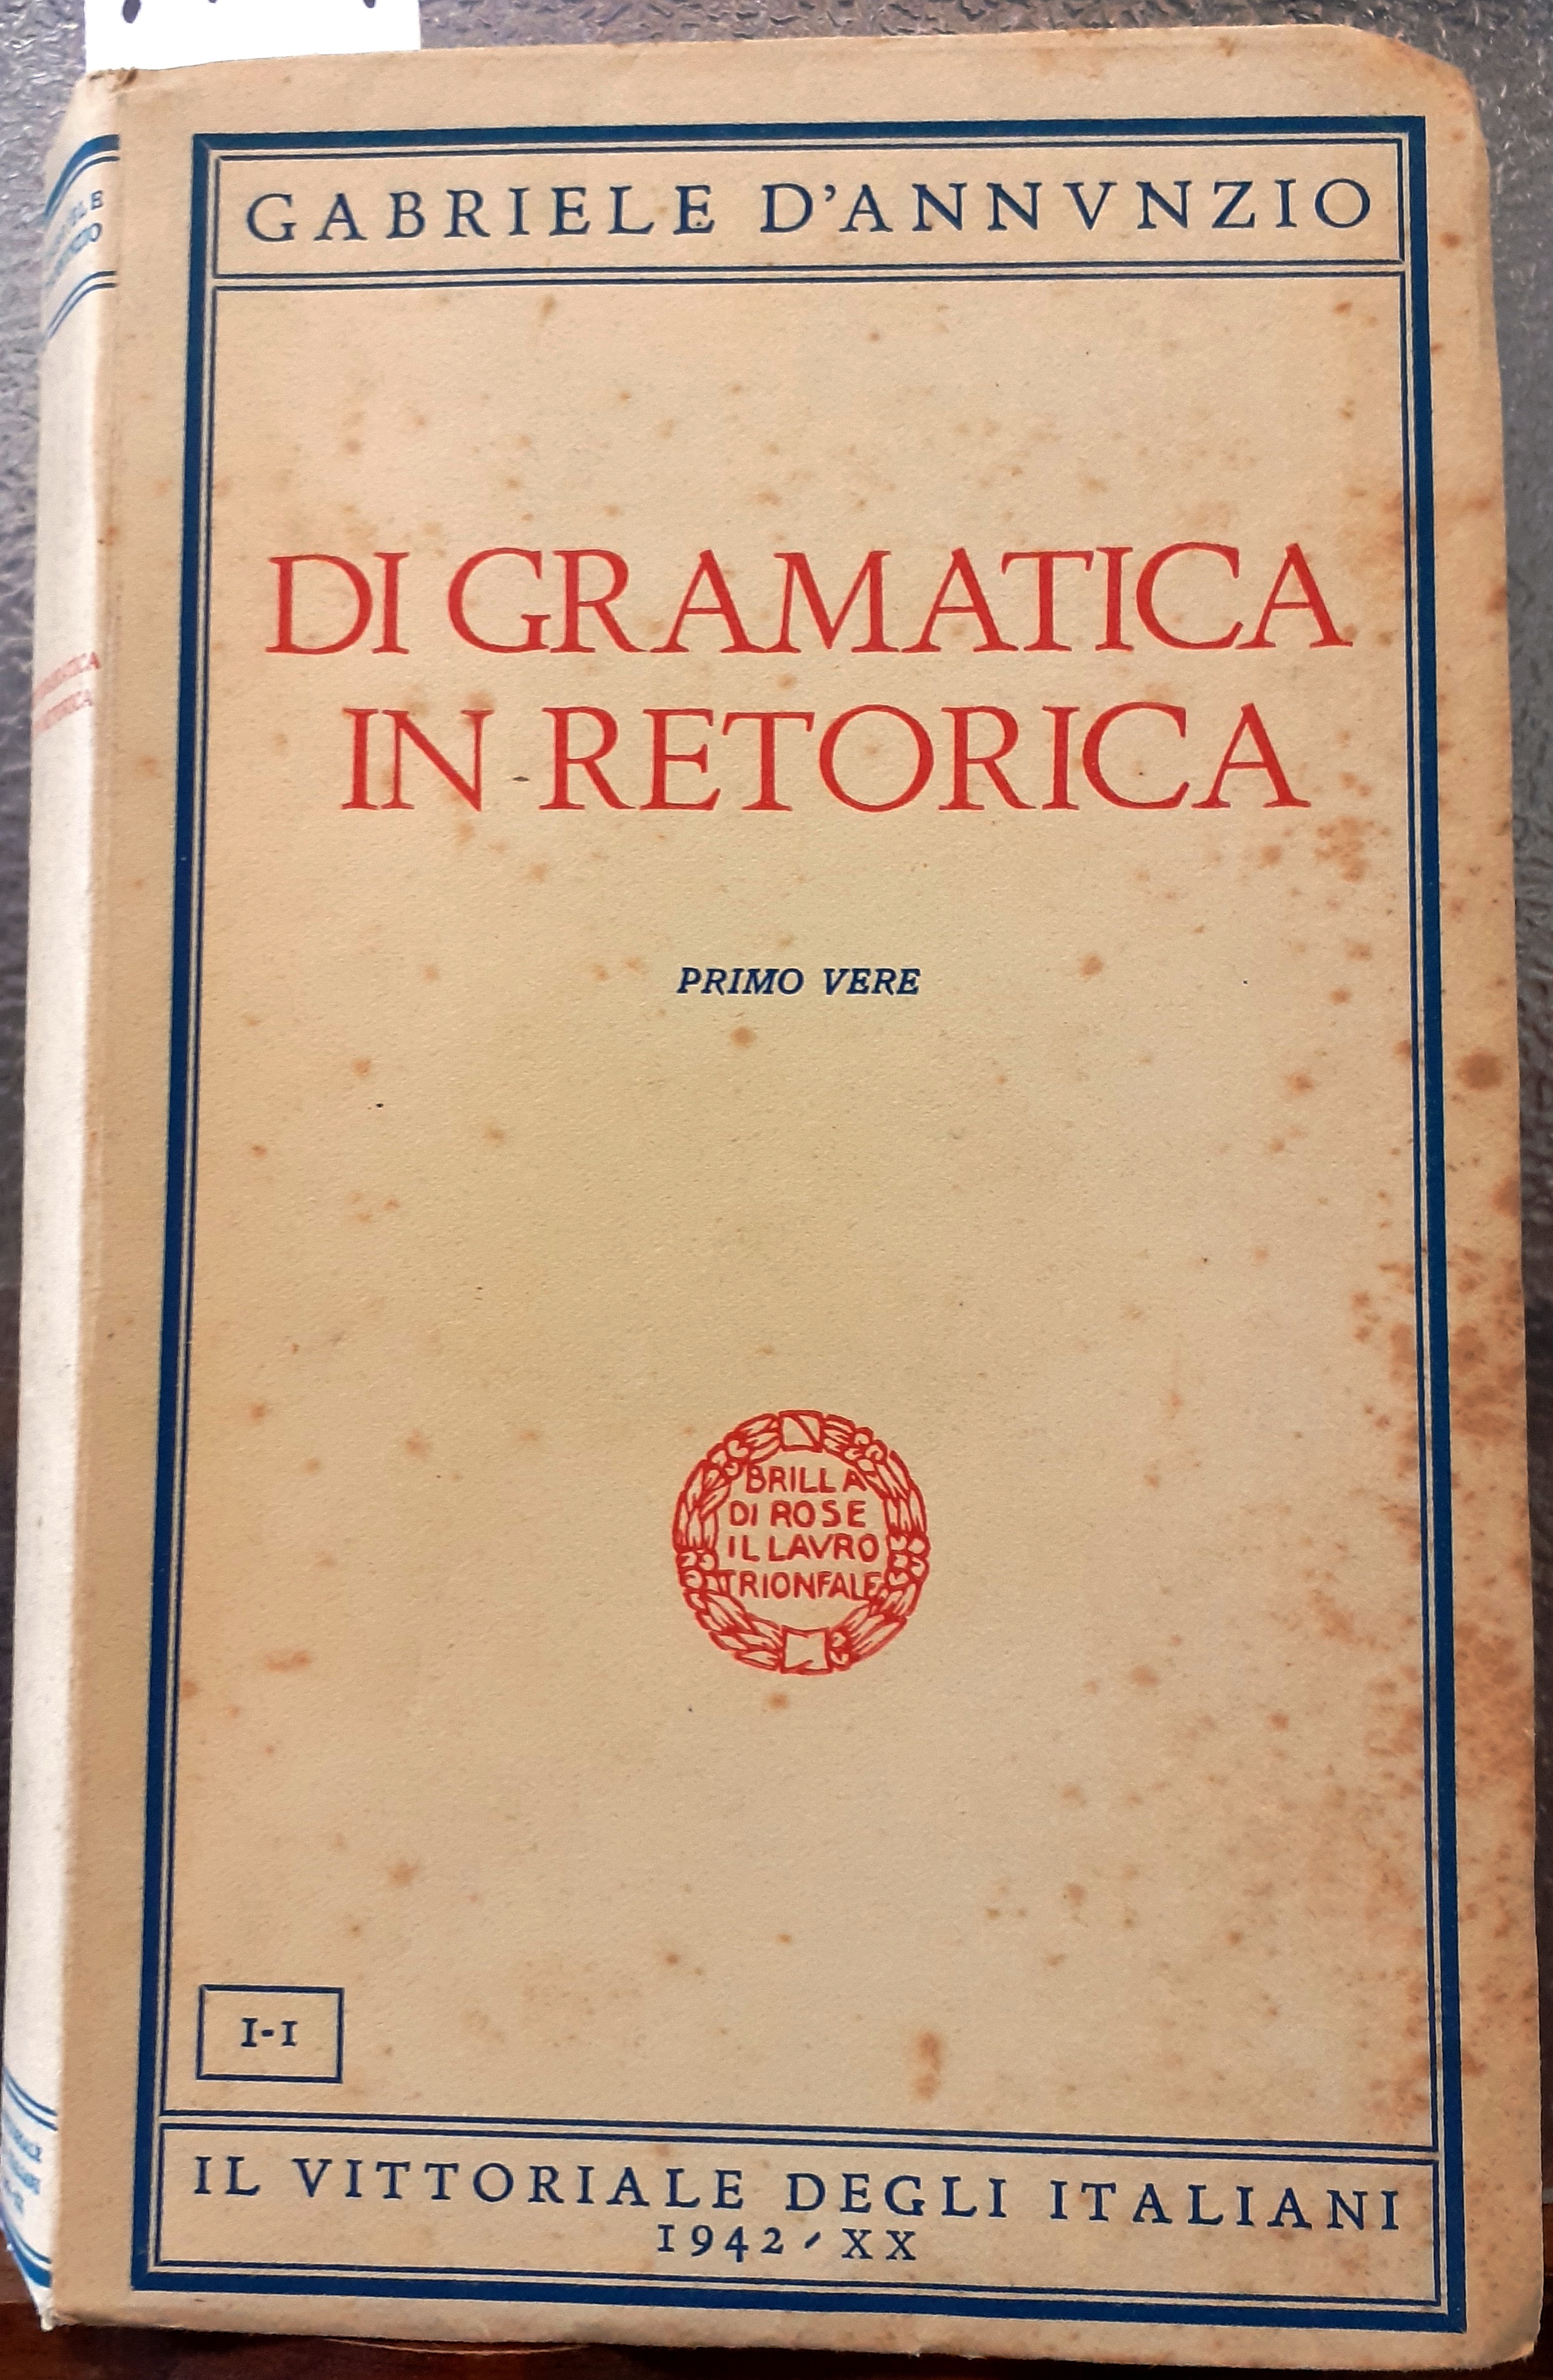 GABRIELE D'ANNVNZIO
DI GRAMATICA
IN RETORICA
PRIMO VERE
BRILLA
DI ROSE
IL LAVRO
TRIONFALE
I-I
IL VITTORIALE DEGLI ITALIANI
1942 / XX